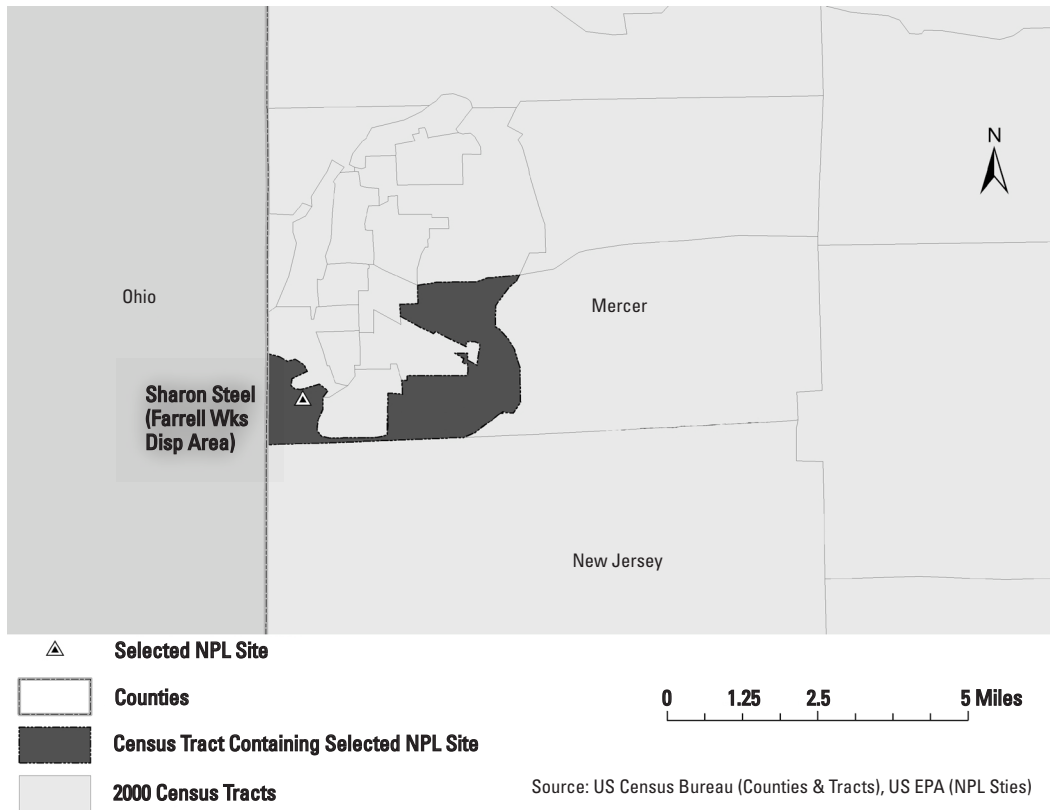 N
Ohio
Mercer
Sharon Steel
(Farrell Wks
Disp Area)
New Jersey
Selected NPL Site
Counties
0 1.25 2.5 5 Miles
Census Tract Containing Selected NPL Site
2000 Census Tracts
Source: US Census Bureau (Counties & Tracts), US EPA (NPL Sties)